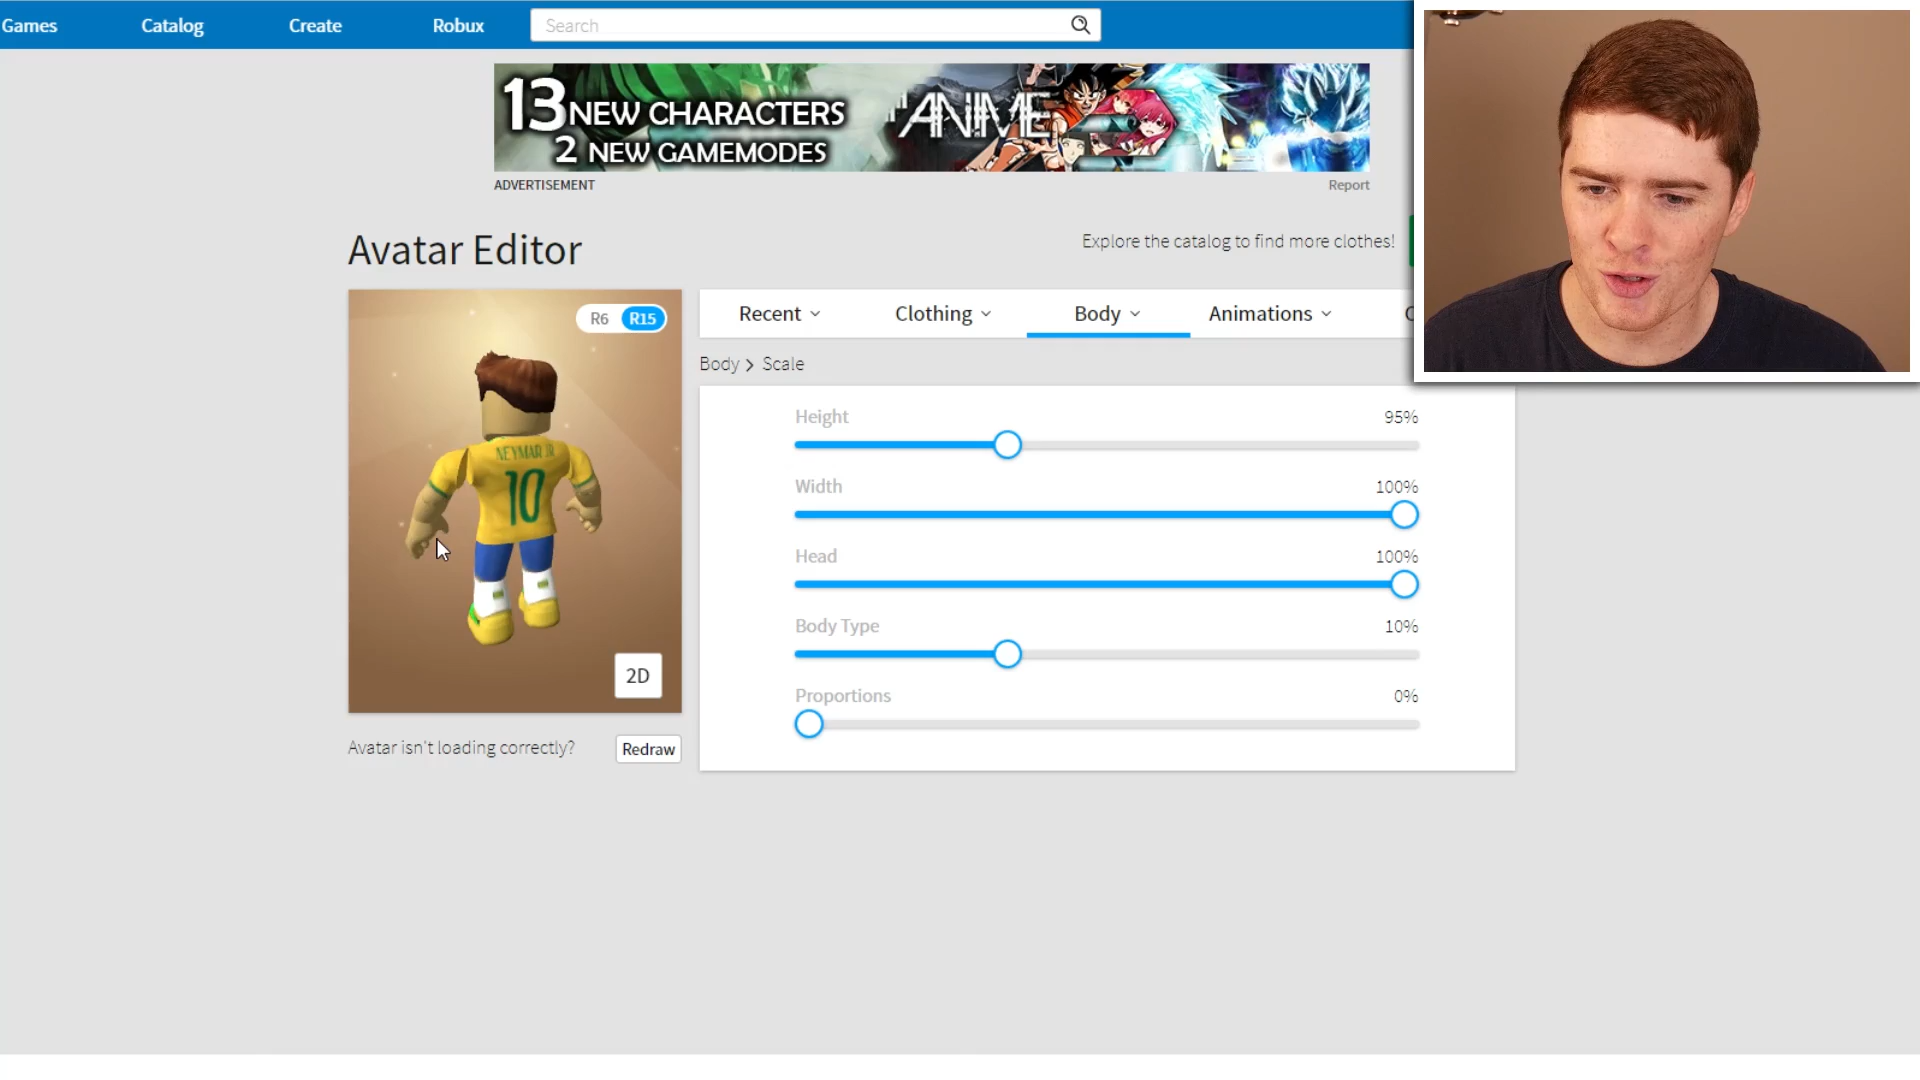 Games Catalog Create Robux Search
13 NEW CHARACTERS
2 NEW GAMEMODES
ANIME
ADVERTISEMENT Report
Avatar Editor
Explore the catalog to find more clothes!
R6 R15
NEYMAR JR
10
2D
Avatar isn't loading correctly? Redraw
Recent Clothing Body Animations
Body > Scale
Height 95%
Width 100%
Head 100%
Body Type 10%
Proportions 0%